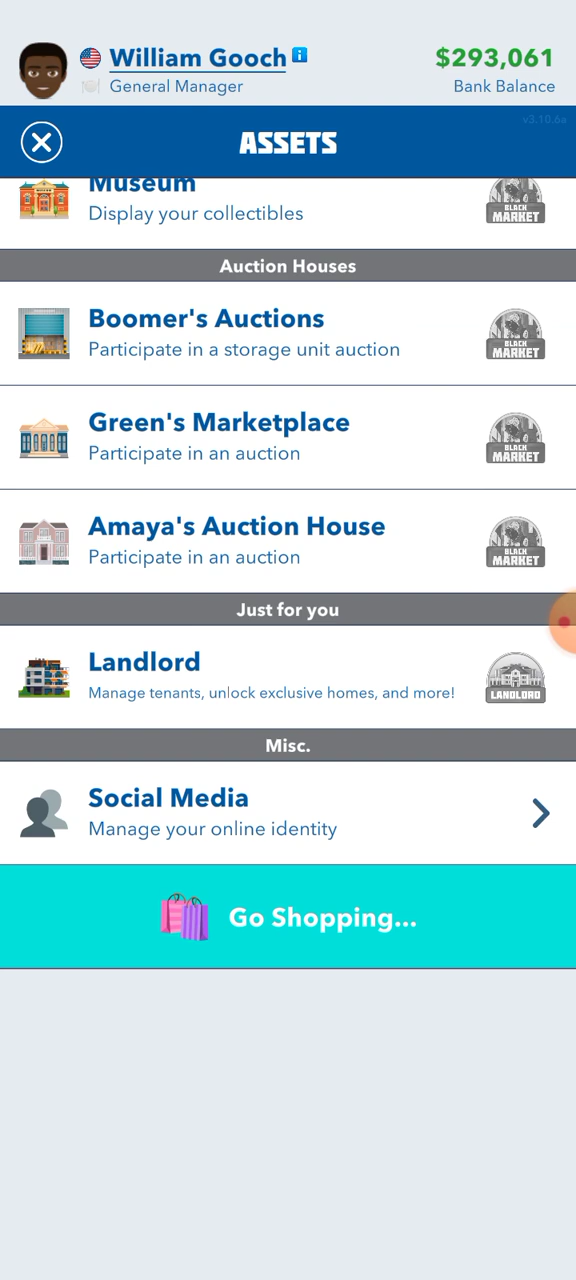 William Gooch
$293,061
General Manager
Bank Balance
v3.10.6a
ASSETS
Museum
Display your collectibles
BLACK
MARKET
Auction Houses
Boomer's Auctions
Participate in a storage unit auction
BLACK
MARKET
Green's Marketplace
Participate in an auction
BLACK
MARKET
Amaya's Auction House
Participate in an auction
BLACK
MARKET
Just for you
Landlord
Manage tenants, unlock exclusive homes, and more!
LANDLORD
Misc.
Social Media
Manage your online identity
Go Shopping...